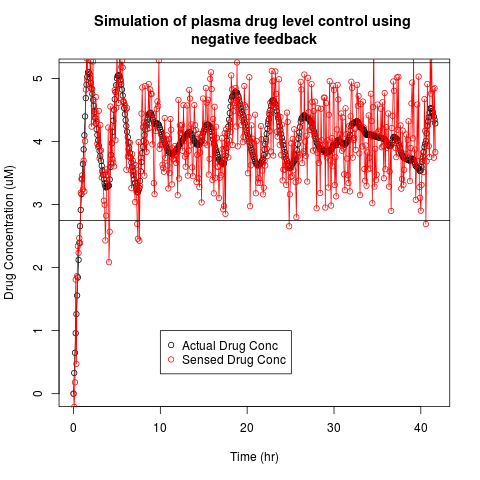 Simulation of plasma drug level control using
negative feedback
Drug Concentration (uM)
5
4
3
2
1
0
Actual Drug Conc
Sensed Drug Conc
0 10 20 30 40
Time (hr)